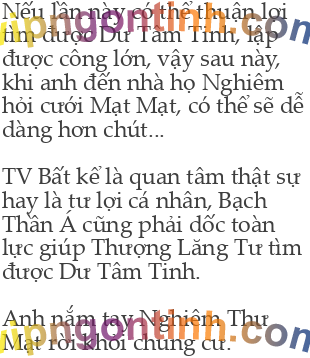 Nếu lần này có thể thuận lợi
tìm được Dư Tâm Tinh, lập
được công lớn, vậy sau này,
khi anh đến nhà họ Nghiêm
hỏi cưới Mạt Mạt, có thể sẽ dễ
dàng hơn chút...
TV Bất kể là quan tâm thật sự
hay là tư lợi cá nhân, Bạch
Thần Á cũng phải dốc toàn
lực giúp Thượng Lăng Tư tìm
được Dư Tâm Tinh.
Anh nắm tay Nghiêm Thư
Mạt rời khỏi chung cư.